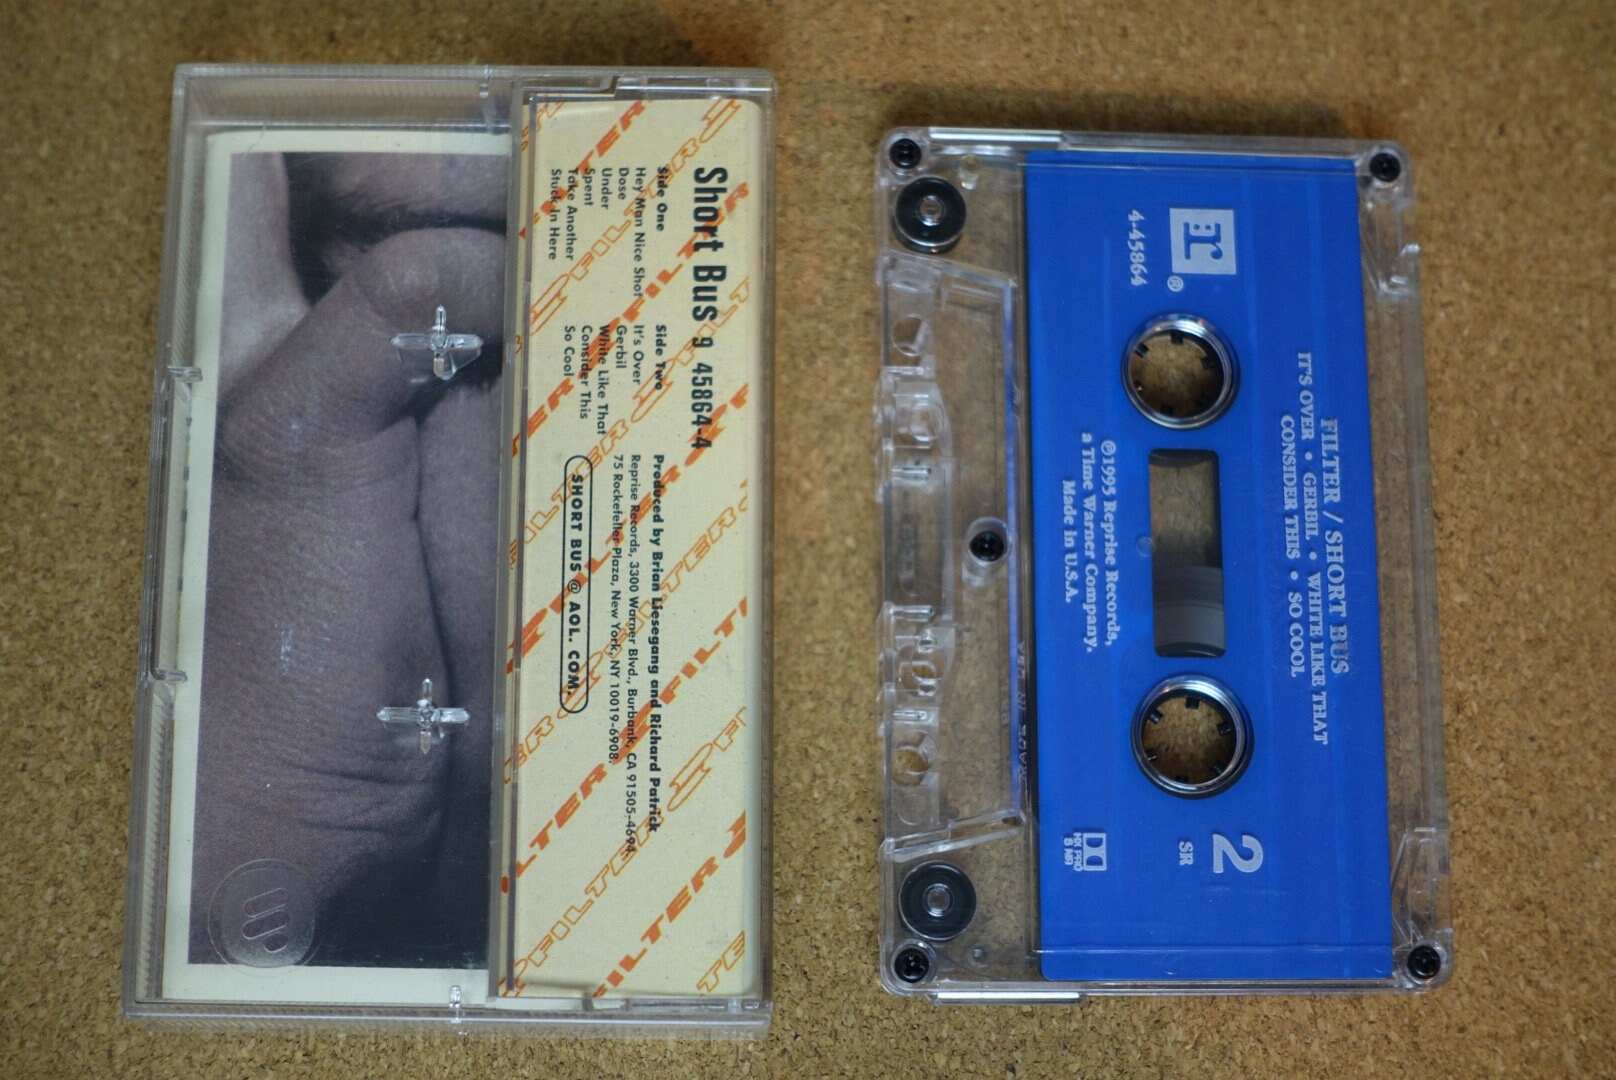 Short Bus 9 45864-4
Side One
Hey Man Nice Shot
Dose
Under
Spent
Take Another
Stuck In Here
Side Two
It's Over
Gerbil
White Like That
Consider This
So Cool
Produced by Brian Liesegang and Richard Patrick
Reprise Records, 3300 Warner Blvd., Burbank, CA 91505-4694.
75 Rockefeller Plaza, New York, NY 10019-6908.
SHORT BUS @ AOL. COM.
FILTER
FILTER / SHORT BUS
IT'S OVER • GERBIL • WHITE LIKE THAT
CONSIDER THIS • SO COOL
r
®
4-45864
2
SR
HX PRO
B NR
℗1995 Reprise Records,
a Time Warner Company.
Made in U.S.A.